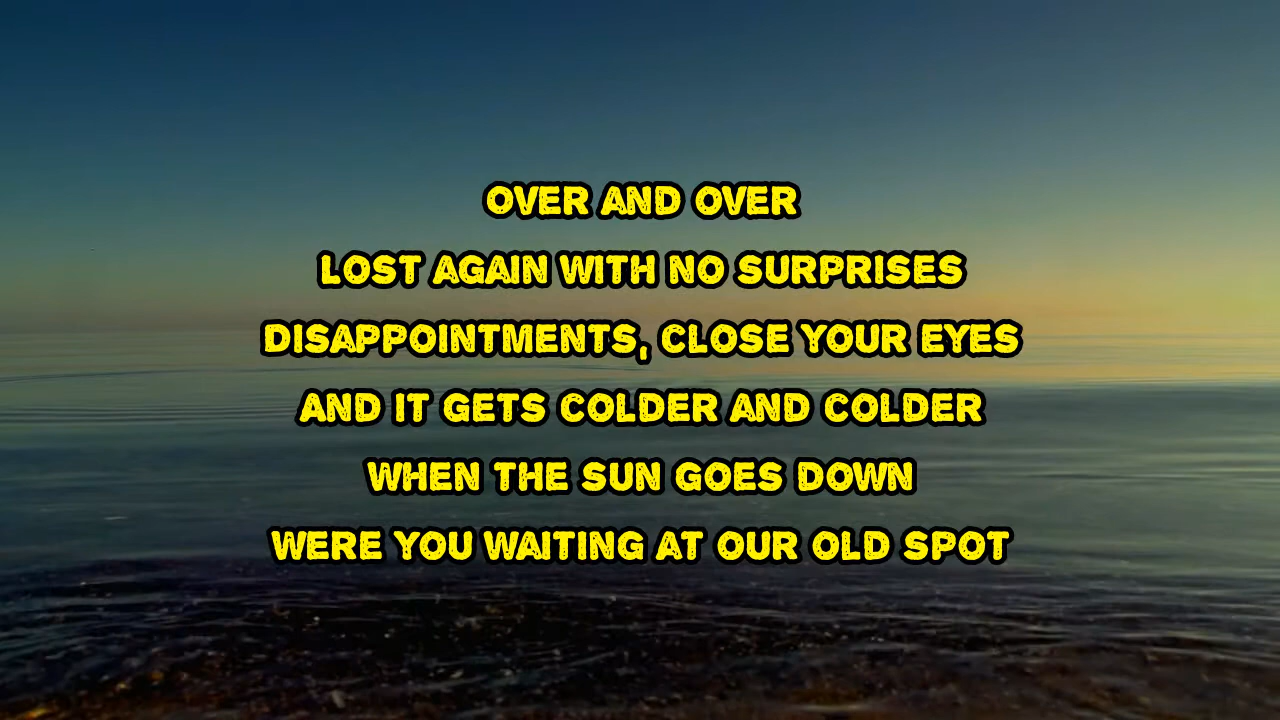 OVER AND OVER
LOST AGAIN WITH NO SURPRISES
DISAPPOINTMENTS, CLOSE YOUR EYES
AND IT GETS COLDER AND COLDER
WHEN THE SUN GOES DOWN
WERE YOU WAITING AT OUR OLD SPOT